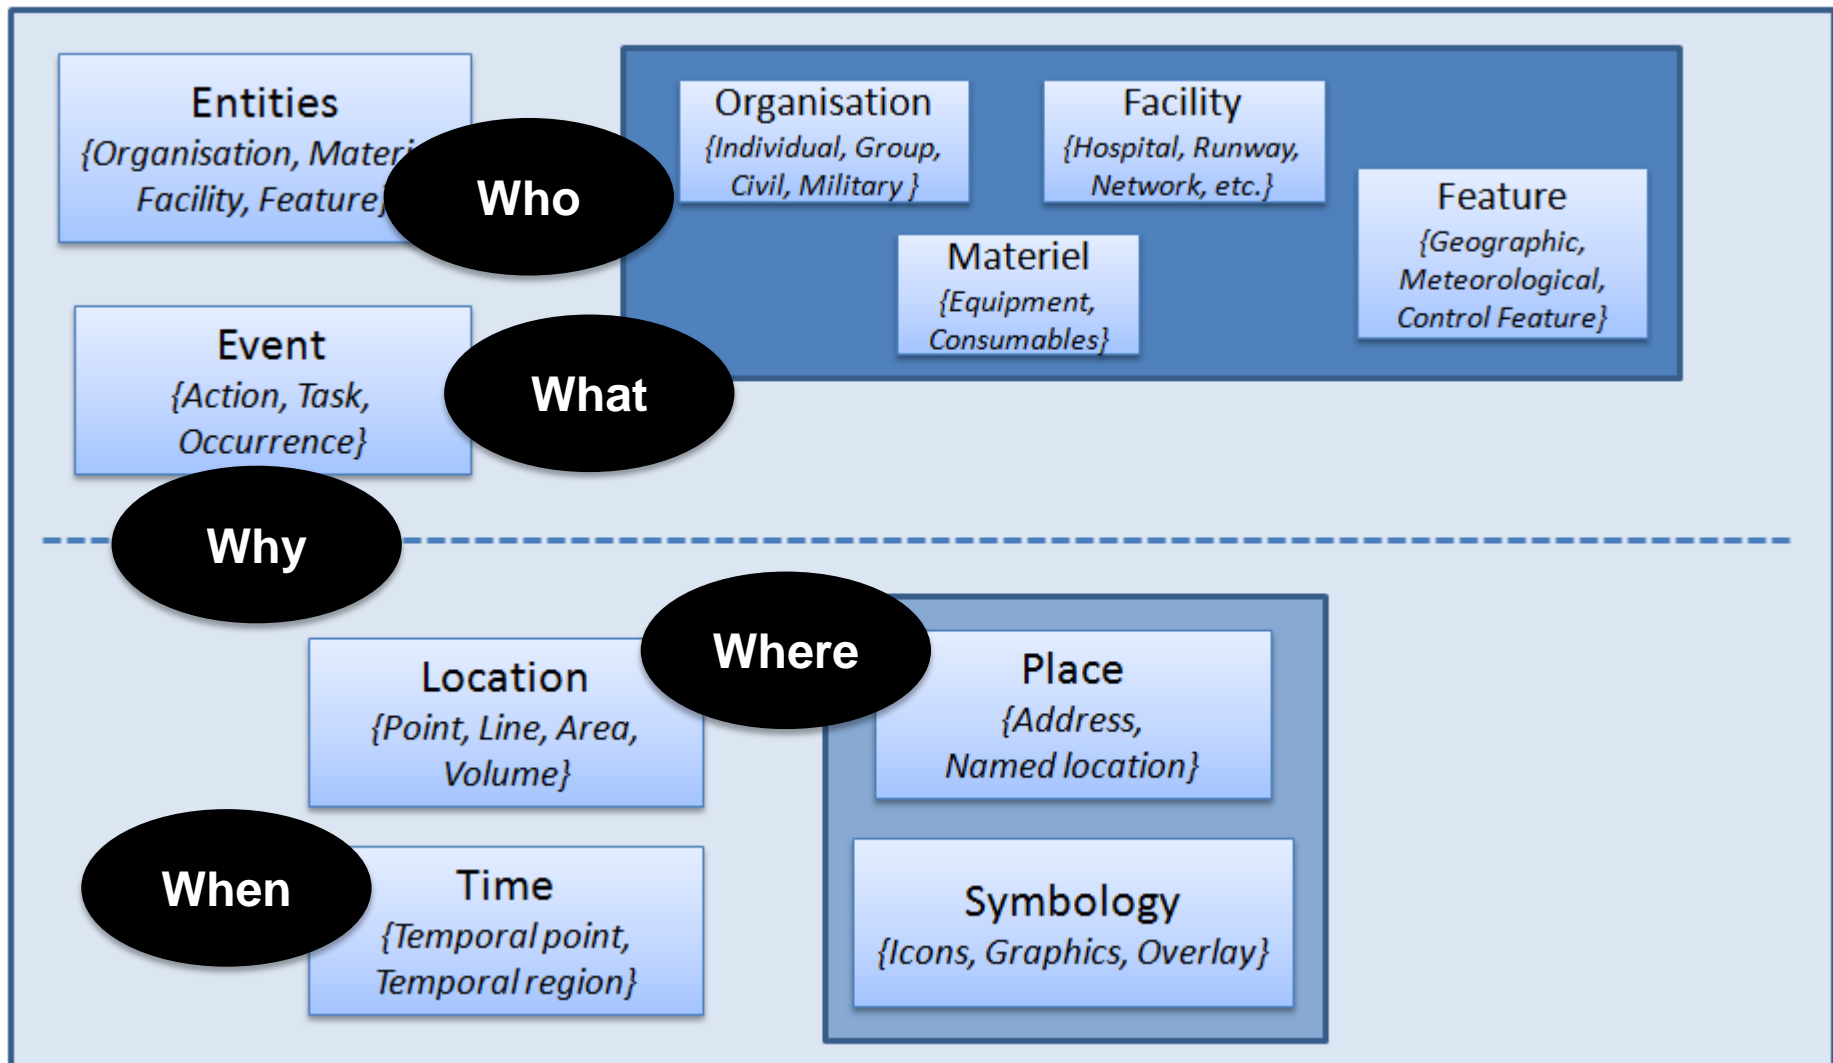 Entities
{Organisation, Materi
Facility, Feature}
Who
Organisation
{Individual, Group,
Civil, Military }
Facility
{Hospital, Runway,
Network, etc.}
Feature
{Geographic,
Meteorological,
Control Feature}
Materiel
{Equipment,
Consumables}
Event
{Action, Task,
Occurrence}
What
Why
Location
{Point, Line, Area,
Volume}
Where
Place
{Address,
Named location}
When
Time
{Temporal point,
Temporal region}
Symbology
{Icons, Graphics, Overlay}